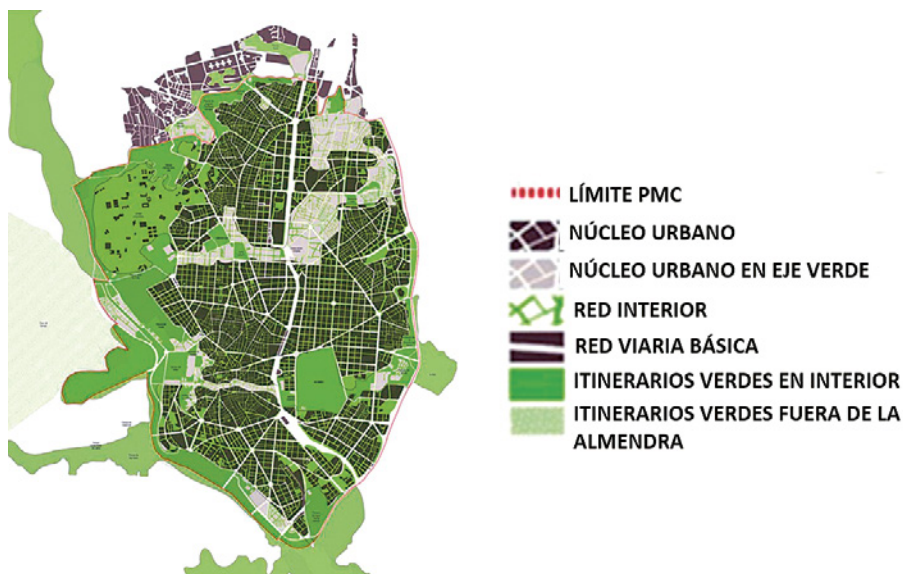 LÍMITE PMC
NÚCLEO URBANO
NÚCLEO URBANO EN EJE VERDE
RED INTERIOR
RED VIARIA BÁSICA
ITINERARIOS VERDES EN INTERIOR
ITINERARIOS VERDES FUERA DE LA
ALMENDRA